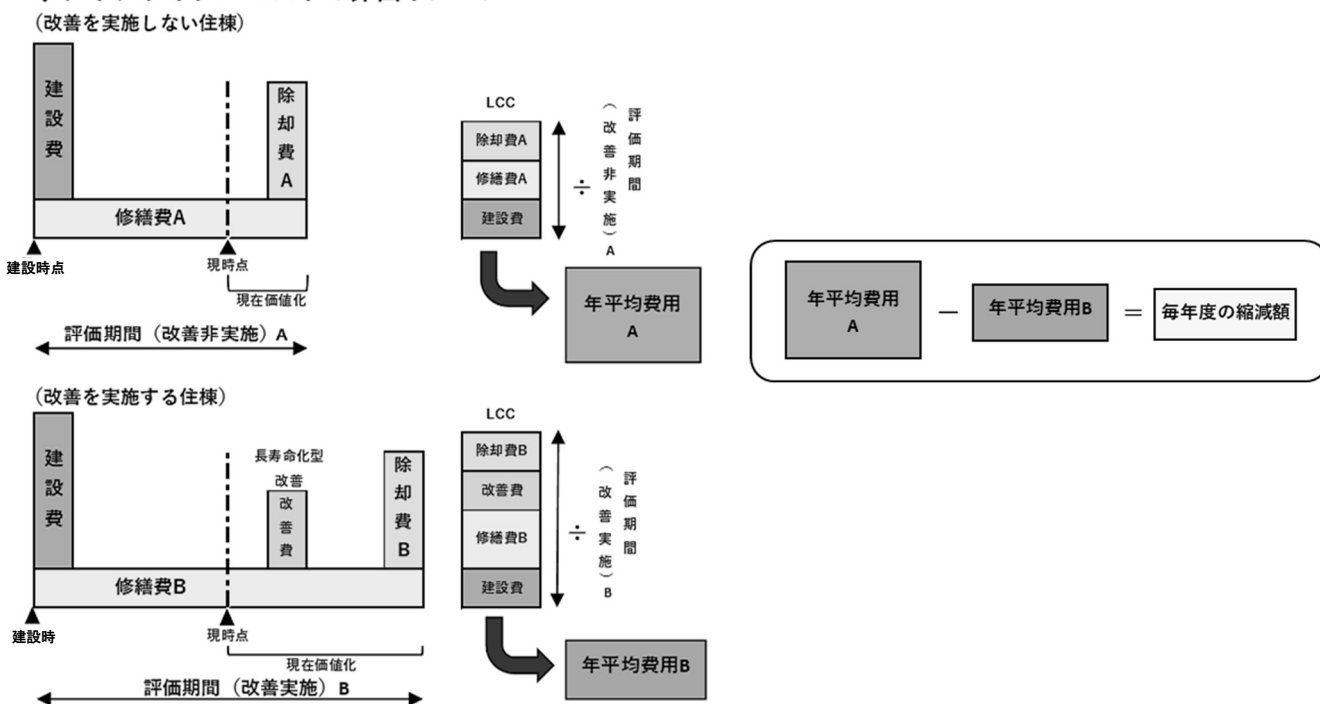 (改善を実施しない住棟)
建設費
除却費A
修繕費A
建設時点
現時点
現在価値化
評価期間（改善非実施）A
LCC
除却費A
修繕費A
建設費
÷
評価期間
（改善非実施）A
年平均費用
A
年平均費用
A
－
年平均費用B
＝
毎年度の縮減額
(改善を実施する住棟)
建設費
長寿命化型
改善
改善費
除却費B
修繕費B
建設時
現時点
現在価値化
評価期間（改善実施）B
LCC
除却費B
改善費
修繕費B
建設費
÷
評価期間
（改善実施）B
年平均費用B